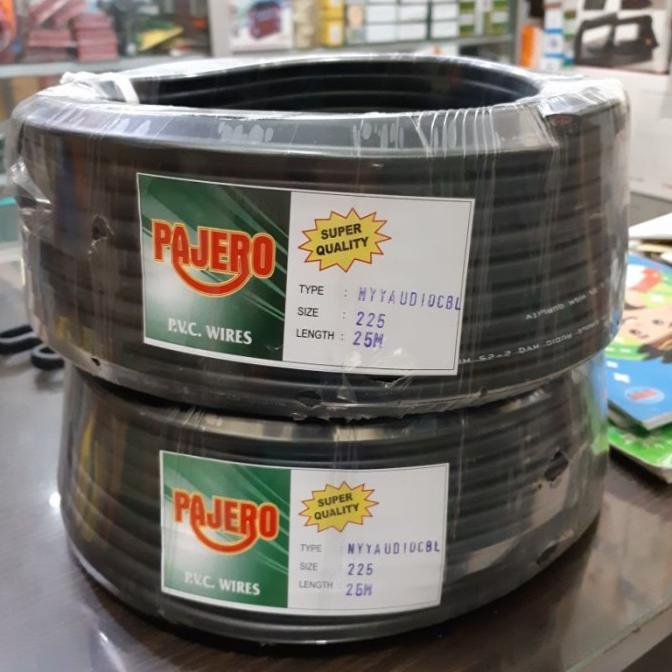 PAJERO
P.V.C. WIRES
SUPER
QUALITY
TYPE : NYYAUDIOCBL
SIZE : 225
LENGTH : 25M
PAJERO
P.V.C. WIRES
SUPER
QUALITY
TYPE : NYYAUDIOCBL
SIZE : 225
LENGTH : 25M